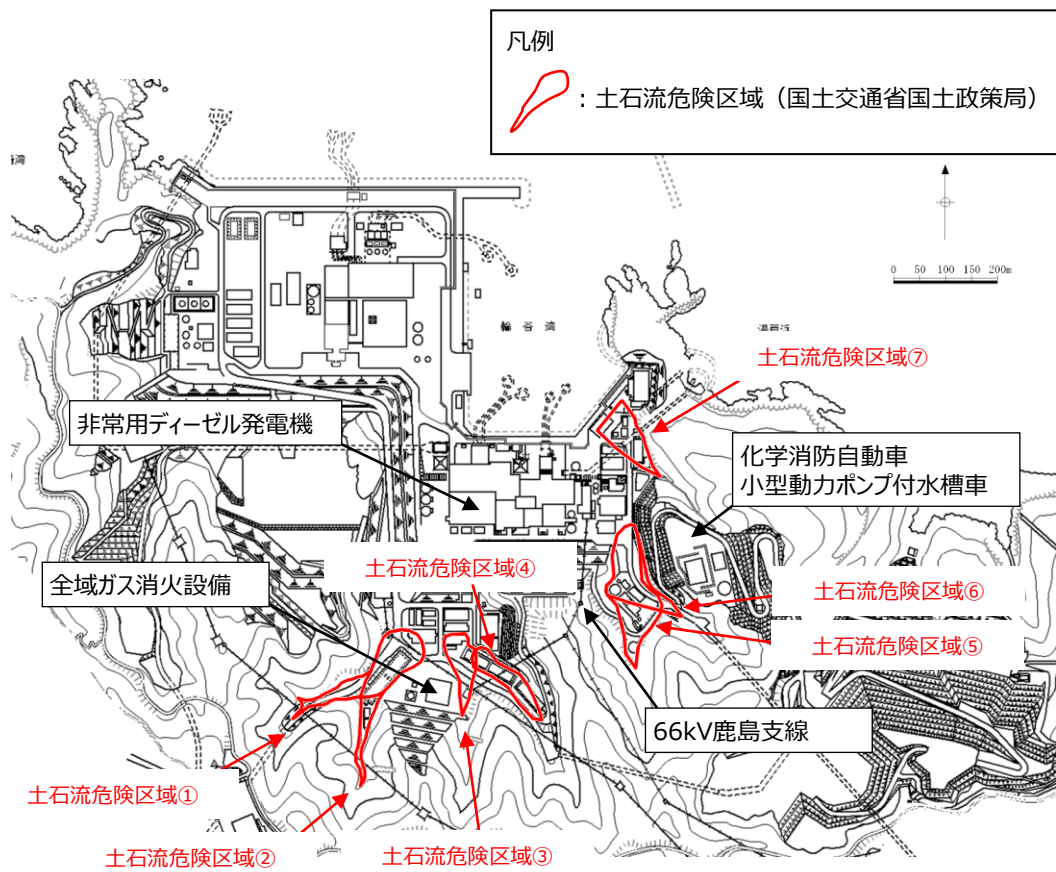 凡例
：土石流危険区域（国土交通省国土政策局）
0 50 100 150 200m
輪 谷 湾
土石流危険区域⑦
非常用ディーゼル発電機
化学消防自動車
小型動力ポンプ付水槽車
土石流危険区域④
全域ガス消火設備
土石流危険区域⑥
土石流危険区域⑤
66kV鹿島支線
土石流危険区域①
土石流危険区域②
土石流危険区域③